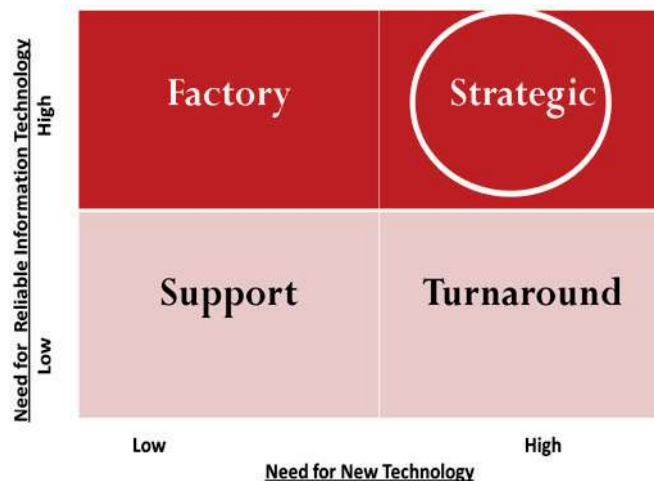 Need for Reliable Information Technology
High
Low
Factory
Strategic
Support
Turnaround
Low
High
Need for New Technology